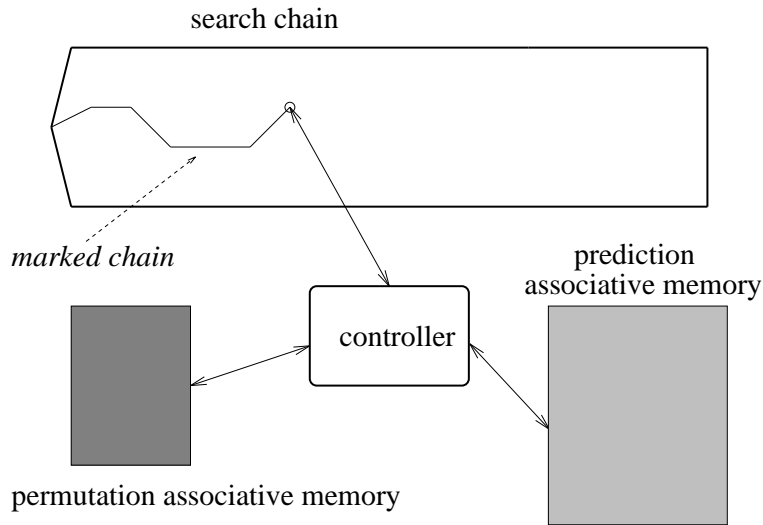 search chain
marked chain
prediction
associative memory
controller
permutation associative memory